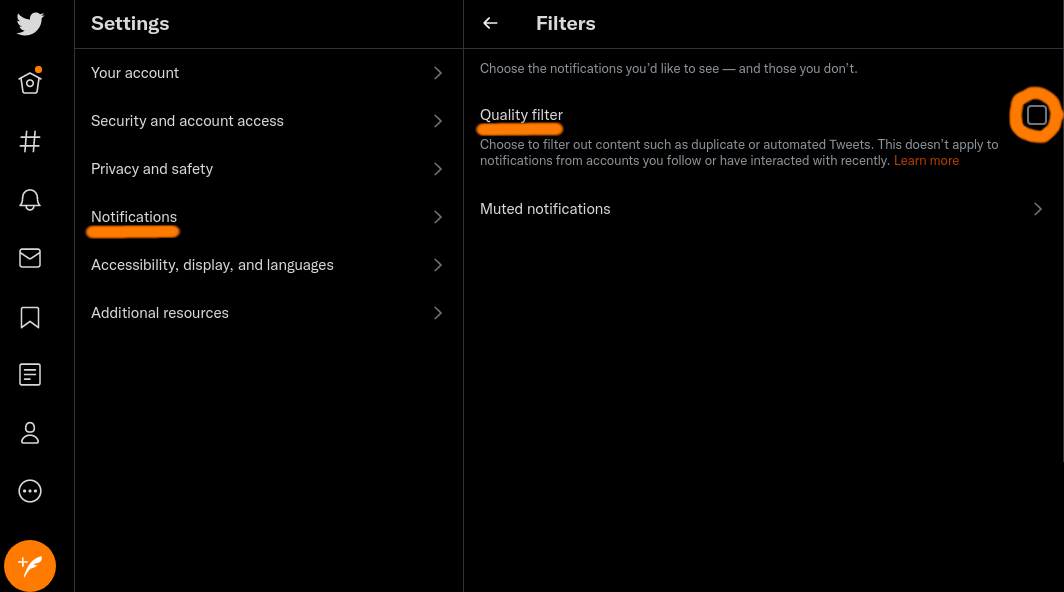 Settings
Your account
Security and account access
Privacy and safety
Notifications
Accessibility, display, and languages
Additional resources
Filters
Choose the notifications you’d like to see — and those you don’t.
Quality filter
Choose to filter out content such as duplicate or automated Tweets. This doesn’t apply to
notifications from accounts you follow or have interacted with recently. Learn more
Muted notifications